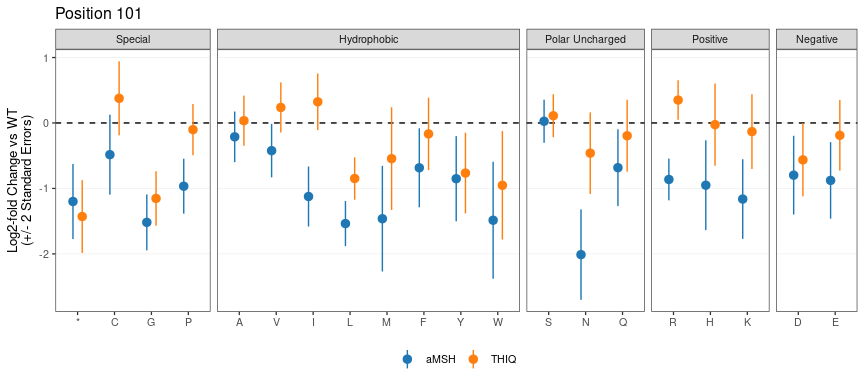 Position 101
Special Hydrophobic Polar Uncharged Positive Negative
Log2-fold Change vs WT
(+/- 2 Standard Errors)
1
0
-1
-2
* C G P A V I L M F Y W S N Q R H K D E
aMSH THIQ